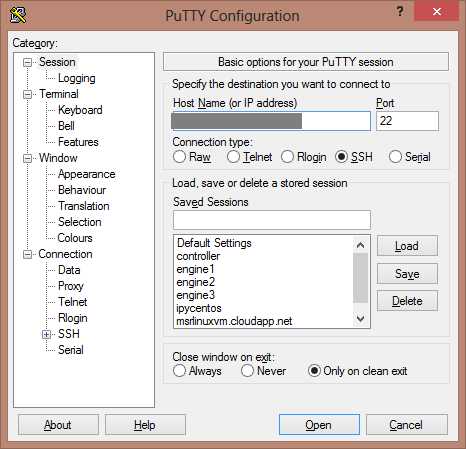 PuTTY Configuration
?
Category:
Session
Logging
Terminal
Keyboard
Bell
Features
Window
Appearance
Behaviour
Translation
Selection
Colours
Connection
Data
Proxy
Telnet
Rlogin
SSH
Serial
Basic options for your PuTTY session
Specify the destination you want to connect to
Host Name (or IP address) Port
22
Connection type:
Raw Telnet Rlogin SSH Serial
Load, save or delete a stored session
Saved Sessions
Default Settings
controller
engine1
engine2
engine3
ipycentos
msrlinuxvm.cloudapp.net
Load
Save
Delete
Close window on exit:
Always Never Only on clean exit
About Help Open Cancel